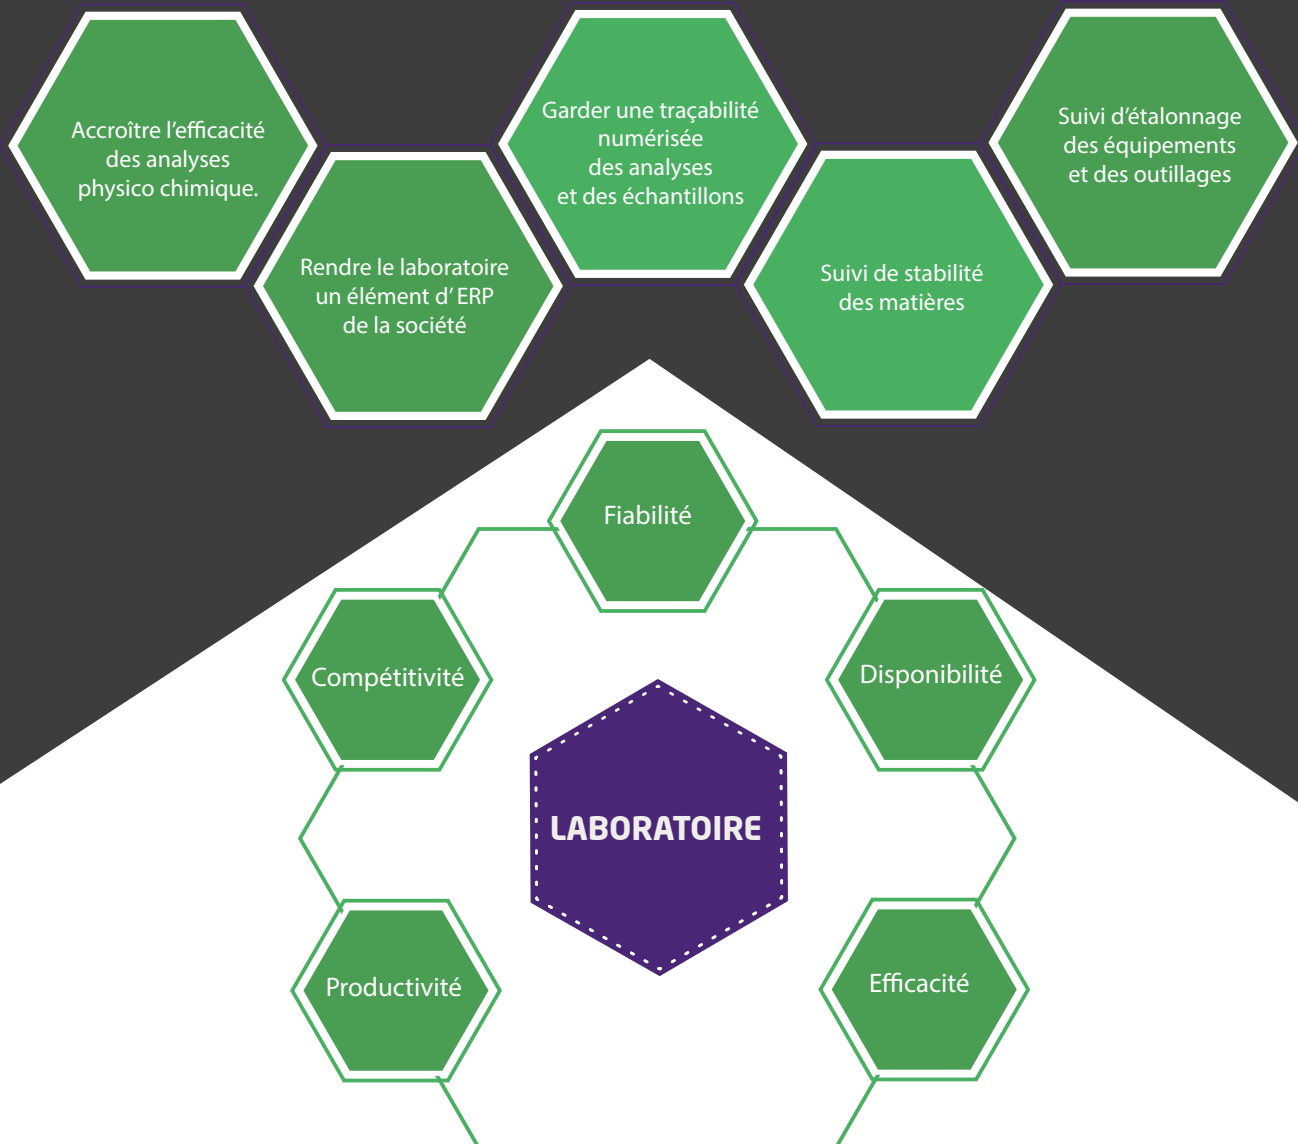 Accroître l'efficacité
des analyses
physico chimique.
Rendre le laboratoire
un élément d' ERP
de la société
Garder une traçabilité
numérisée
des analyses
et des échantillons
Suivi de stabilité
des matières
Suivi d'étalonnage
des équipements
et des outillages
Fiabilité
Compétitivité
Disponibilité
LABORATOIRE
Productivité
Efficacité